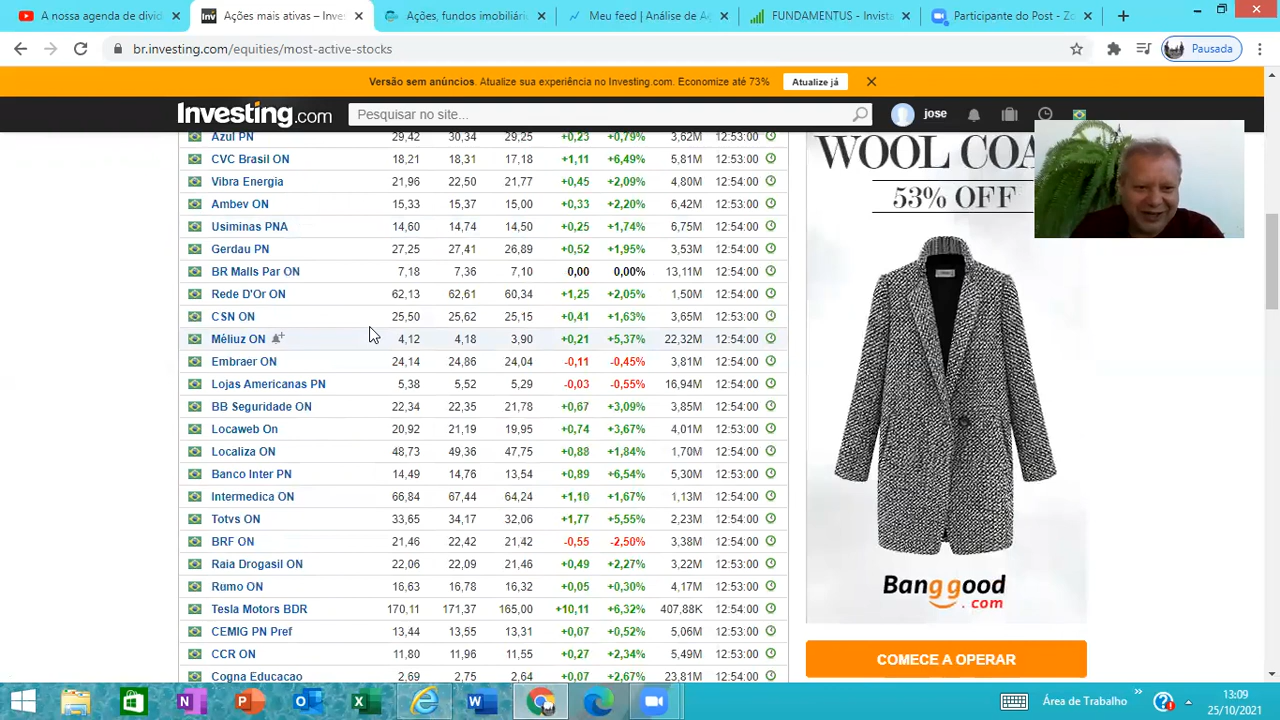 A nossa agenda de divid
Ações mais ativas – Inves
Ações, fundos imobiliári
Meu feed | Análise de A
FUNDAMENTUS - Invista
Participante do Post - Zo
br.investing.com/equities/most-active-stocks
Pausada
Versão sem anúncios. Atualize sua experiência no Investing.com. Economize até 73% Atualize já
Investing.com Pesquisar no site... jose
Azul PN 29,42 30,34 29,25 +0,23 +0,79% 3,62M 12:53:00
CVC Brasil ON 18,21 18,31 17,18 +1,11 +6,49% 5,81M 12:53:00
Vibra Energia 21,96 22,50 21,77 +0,45 +2,09% 4,80M 12:54:00
Ambev ON 15,33 15,37 15,00 +0,33 +2,20% 6,42M 12:54:00
Usiminas PNA 14,60 14,74 14,50 +0,25 +1,74% 6,75M 12:54:00
Gerdau PN 27,25 27,41 26,89 +0,52 +1,95% 3,53M 12:54:00
BR Malls Par ON 7,18 7,36 7,10 0,00 0,00% 13,11M 12:54:00
Rede D'Or ON 62,13 62,61 60,34 +1,25 +2,05% 1,50M 12:54:00
CSN ON 25,50 25,62 25,15 +0,41 +1,63% 3,65M 12:53:00
Méliuz ON 4,12 4,18 3,90 +0,21 +5,37% 22,32M 12:54:00
Embraer ON 24,14 24,86 24,04 -0,11 -0,45% 3,81M 12:54:00
Lojas Americanas PN 5,38 5,52 5,29 -0,03 -0,55% 16,94M 12:54:00
BB Seguridade ON 22,34 22,35 21,78 +0,67 +3,09% 3,85M 12:54:00
Locaweb On 20,92 21,19 19,95 +0,74 +3,67% 4,01M 12:53:00
Localiza ON 48,73 49,36 47,75 +0,88 +1,84% 1,70M 12:54:00
Banco Inter PN 14,49 14,76 13,54 +0,89 +6,54% 5,30M 12:53:00
Intermedica ON 66,84 67,44 64,24 +1,10 +1,67% 1,13M 12:54:00
Totvs ON 33,65 34,17 32,06 +1,77 +5,55% 2,23M 12:54:00
BRF ON 21,46 22,42 21,42 -0,55 -2,50% 3,38M 12:54:00
Raia Drogasil ON 22,06 22,09 21,46 +0,49 +2,27% 3,22M 12:53:00
Rumo ON 16,63 16,78 16,32 +0,05 +0,30% 4,17M 12:53:00
Tesla Motors BDR 170,11 171,37 165,00 +10,11 +6,32% 407,88K 12:54:00
CEMIG PN Pref 13,44 13,55 13,31 +0,07 +0,52% 5,06M 12:53:00
CCR ON 11,80 11,96 11,55 +0,27 +2,34% 5,49M 12:53:00
Cogna Educacao 2,69 2,75 2,64 +0,07 +2,67% 23,81M 12:54:00
WOOL COA
53% OFF
Banggood
.com
COMECE A OPERAR
Área de Trabalho
13:09
25/10/2021